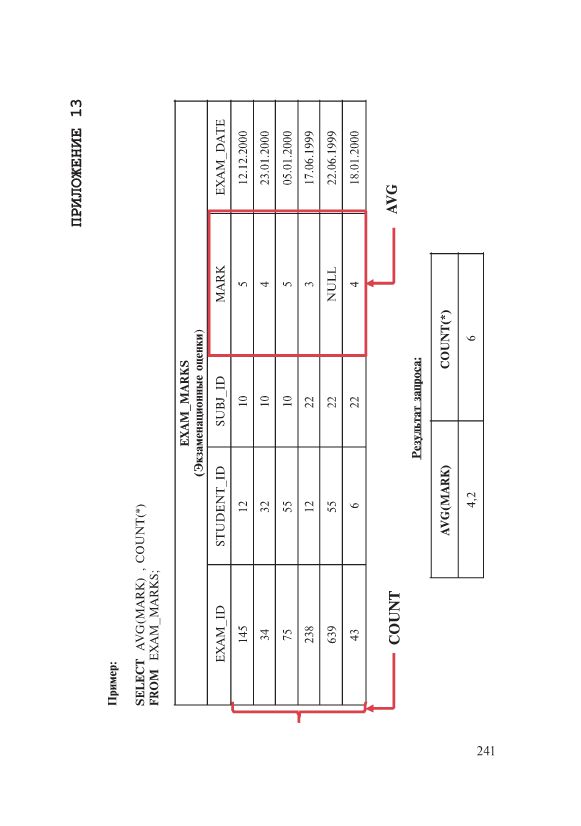 ПРИЛОЖЕНИЕ 13
Пример:
SELECT AVG(MARK) , COUNT(*)
FROM EXAM_MARKS;
EXAM_MARKS
(Экзаменационные оценки)
EXAM_ID STUDENT_ID SUBJ_ID MARK EXAM_DATE
145 12 10 5 12.12.2000
34 32 10 4 23.01.2000
75 55 10 5 05.01.2000
238 12 22 3 17.06.1999
639 55 22 NULL 22.06.1999
43 6 22 4 18.01.2000
COUNT AVG
Результат запроса:
AVG(MARK) COUNT(*)
4,2 6
241